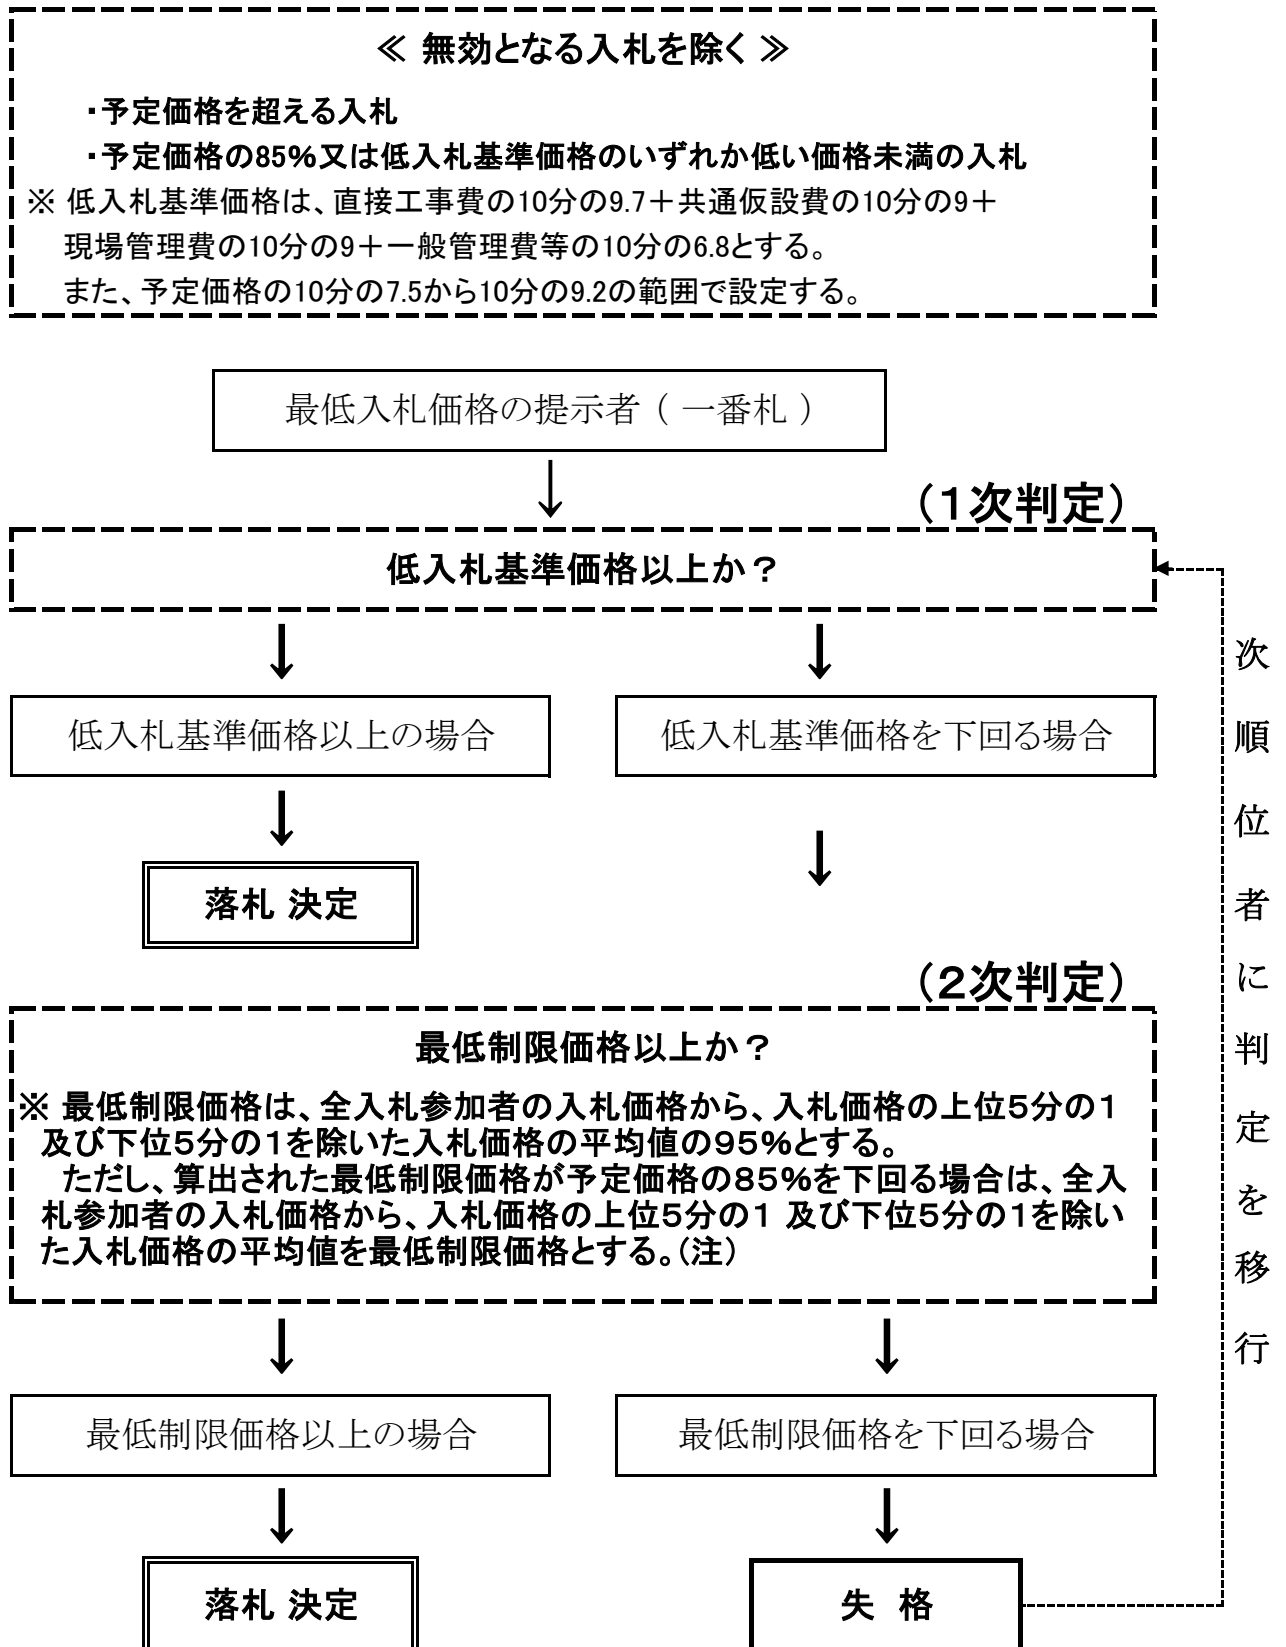 ≪ 無効となる入札を除く ≫
・予定価格を超える入札
・予定価格の85%又は低入札基準価格のいずれか低い価格未満の入札
※ 低入札基準価格は、直接工事費の10分の9.7＋共通仮設費の10分の9＋
現場管理費の10分の9＋一般管理費等の10分の6.8とする。
また、予定価格の10分の7.5から10分の9.2の範囲で設定する。
最低入札価格の提示者（ 一番札 ）
（１次判定）
低入札基準価格以上か？
低入札基準価格以上の場合
低入札基準価格を下回る場合
落札 決定
（２次判定）
最低制限価格以上か？
※ 最低制限価格は、全入札参加者の入札価格から、入札価格の上位５分の１
及び下位５分の１を除いた入札価格の平均値の９５％とする。
ただし、算出された最低制限価格が予定価格の８５％を下回る場合は、全入
札参加者の入札価格から、入札価格の上位５分の１ 及び下位５分の１を除い
た入札価格の平均値を最低制限価格とする。（注）
最低制限価格以上の場合
最低制限価格を下回る場合
落札 決定
失 格
次順位者に判定を移行